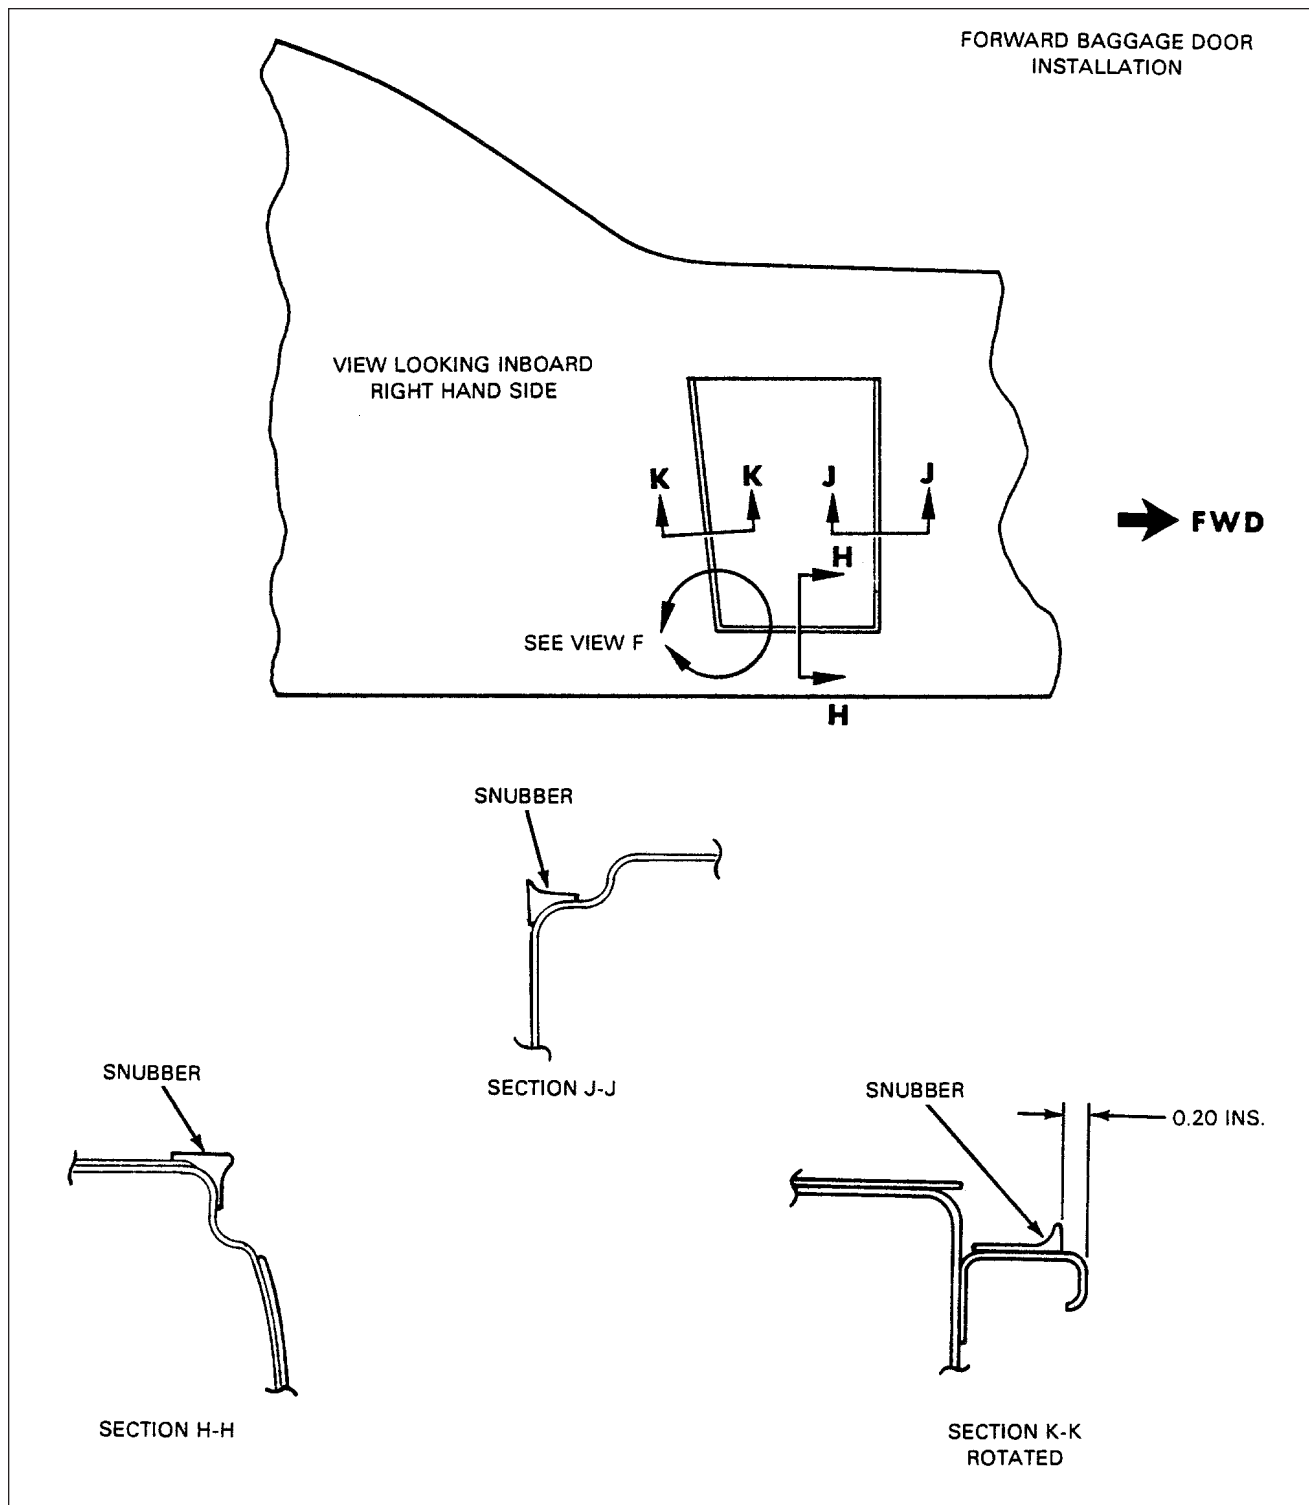 FORWARD BAGGAGE DOOR
INSTALLATION
VIEW LOOKING INBOARD
RIGHT HAND SIDE
K
K
J
J
FWD
H
SEE VIEW F
H
SNUBBER
SECTION J-J
SNUBBER
SNUBBER
0.20 INS.
SECTION H-H
SECTION K-K
ROTATED